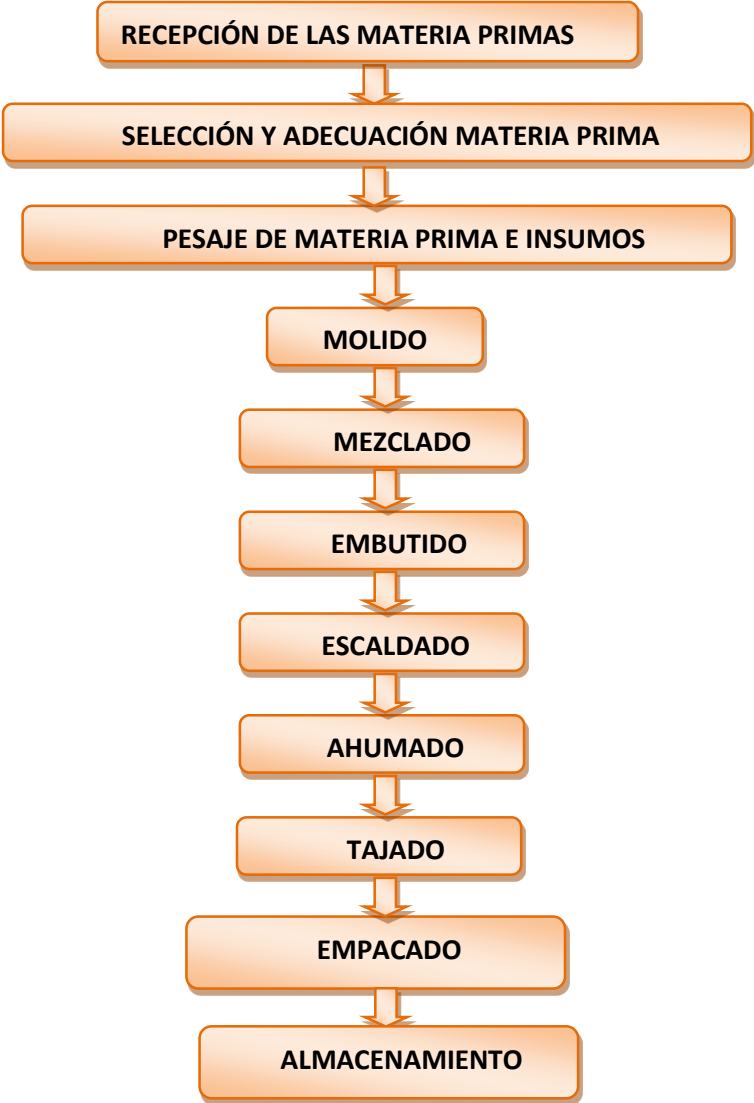 RECEPCIÓN DE LAS MATERIA PRIMAS
SELECCIÓN Y ADECUACIÓN MATERIA PRIMA
PESAJE DE MATERIA PRIMA E INSUMOS
MOLIDO
MEZCLADO
EMBUTIDO
ESCALDADO
AHUMADO
TAJADO
EMPACADO
ALMACENAMIENTO